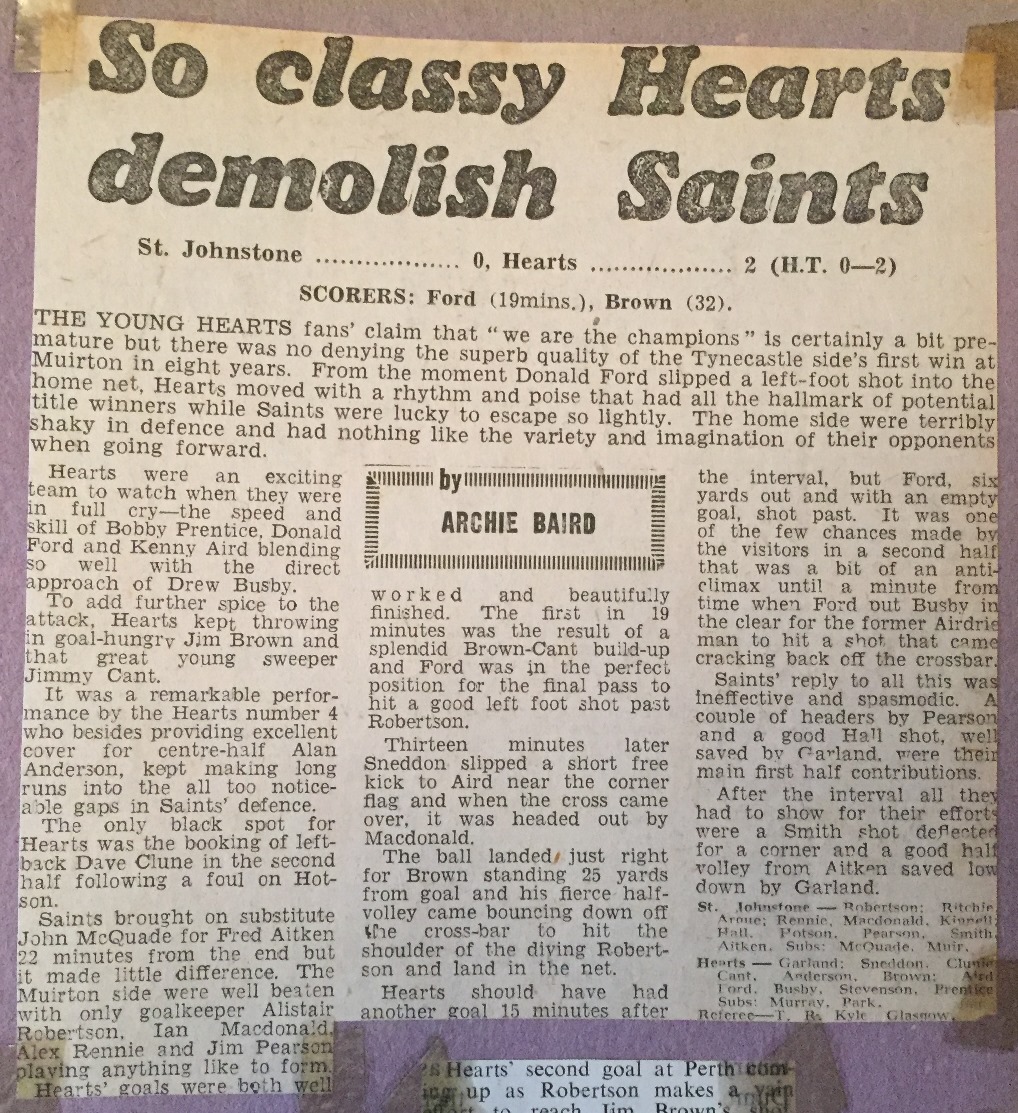 So classy Hearts
demolish Saints
St. Johnstone .................. 0, Hearts ................. 2 (H.T. 0—2)
SCORERS: Ford (19mins.), Brown (32).
THE YOUNG HEARTS fans' claim that "we are the champions" is certainly a bit pre-
mature but there was no denying the superb quality of the Tynecastle side's first win at
Muirton in eight years. From the moment Donald Ford slipped a left-foot shot into the
home net, Hearts moved with a rhythm and poise that had all the hallmark of potential
title winners while Saints were lucky to escape so lightly. The home side were terribly
shaky in defence and had nothing like the variety and imagination of their opponents
when going forward.
Hearts were an exciting
team to watch when they were
in full cry—the speed and
skill of Bobby Prentice, Donald
Ford and Kenny Aird blending
so well with the direct
approach of Drew Busby.
To add further spice to the
attack, Hearts kept throwing
in goal-hungry Jim Brown and
that great young sweeper
Jimmy Cant.
It was a remarkable perfor-
mance by the Hearts number 4
who besides providing excellent
cover for centre-half Alan
Anderson, kept making long
runs into the all too notice-
able gaps in Saints' defence.
The only black spot for
Hearts was the booking of left-
back Dave Clune in the second
half following a foul on Hot-
son.
Saints brought on substitute
John McQuade for Fred Aitken
22 minutes from the end but
it made little difference. The
Muirton side were well beaten
with only goalkeeper Alistair
Robertson, Ian Macdonald,
Alex Rennie and Jim Pearson
playing anything like to form.
Hearts' goals were both well
by
ARCHIE BAIRD
worked and beautifully
finished. The first in 19
minutes was the result of a
splendid Brown-Cant build-up
and Ford was in the perfect
position for the final pass to
hit a good left foot shot past
Robertson.
Thirteen minutes later
Sneddon slipped a short free
kick to Aird near the corner
flag and when the cross came
over, it was headed out by
Macdonald.
The ball landed just right
for Brown standing 25 yards
from goal and his fierce half-
volley came bouncing down off
the cross-bar to hit the
shoulder of the diving Robert-
son and land in the net.
Hearts should have had
another goal 15 minutes after
the interval, but Ford, six
yards out and with an empty
goal, shot past. It was one
of the few chances made by
the visitors in a second half
that was a bit of an anti-
climax until a minute from
time when Ford put Busby in
the clear for the former Airdrie
man to hit a shot that came
cracking back off the crossbar.
Saints' reply to all this was
ineffective and spasmodic. A
couple of headers by Pearson
and a good Hall shot, well
saved by Garland, were their
main first half contributions.
After the interval all they
had to show for their efforts
were a Smith shot deflected
for a corner and a good half
volley from Aitken saved low
down by Garland.
St. Johnstone — Robertson; Ritchie,
Argue; Rennie, Macdonald, Kinnell;
Hall, Hotson, Pearson, Smith,
Aitken. Subs: McQuade, Muir.
Hearts — Garland; Sneddon, Clunie
Cant, Anderson, Brown; Aird
Ford, Busby, Stevenson, Prentice
Subs: Murray, Park.
Referee—T. R. Kyle Glasgow.
Hearts' second goal at Perth com-
ing up as Robertson makes a vain
to reach Jim Brown's shot